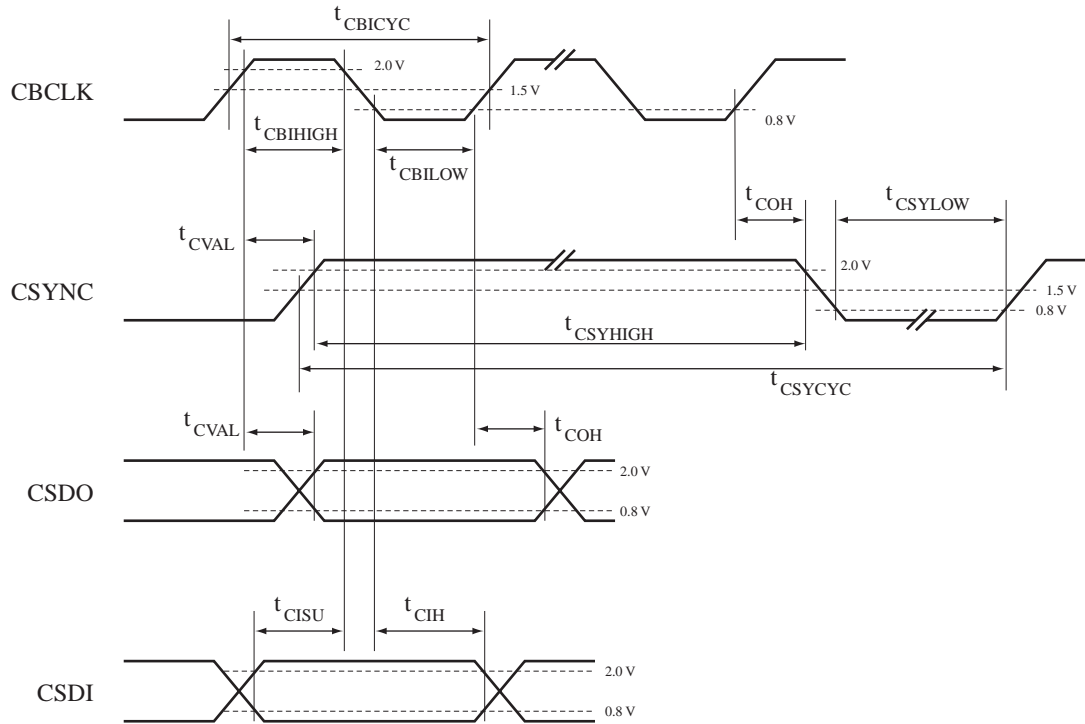 t CBICYC
2.0 V
CBCLK
1.5 V
0.8 V
t CBIHIGH
t CBILOW
t COH
t CSYLOW
t CVAL
2.0 V
CSYNC
1.5 V
0.8 V
t CSYHIGH
t CSYCYC
t CVAL
t COH
2.0 V
CSDO
0.8 V
t CISU
t CIH
2.0 V
CSDI
0.8 V